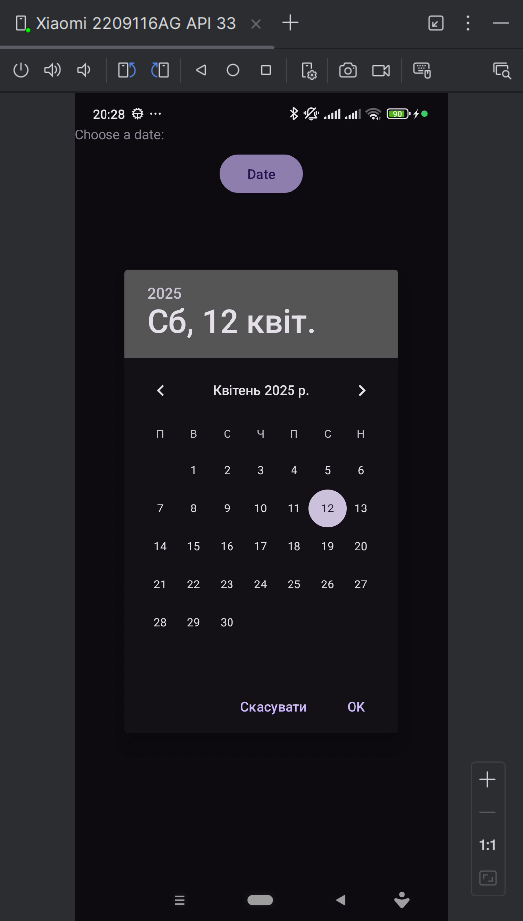 Xiaomi 2209116AG API 33
20:28
90
Choose a date:
Date
2025
Сб, 12 квіт.
Квітень 2025 р.
П В С Ч П С Н
1 2 3 4 5 6
7 8 9 10 11 12 13
14 15 16 17 18 19 20
21 22 23 24 25 26 27
28 29 30
Скасувати OK
1:1